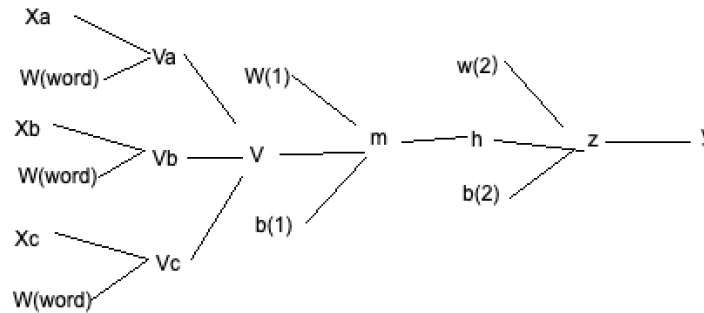 Xa
W(word)
Va
Xb
W(word)
Vb
Xc
W(word)
Vc
V
W(1)
b(1)
m
h
w(2)
b(2)
z
y